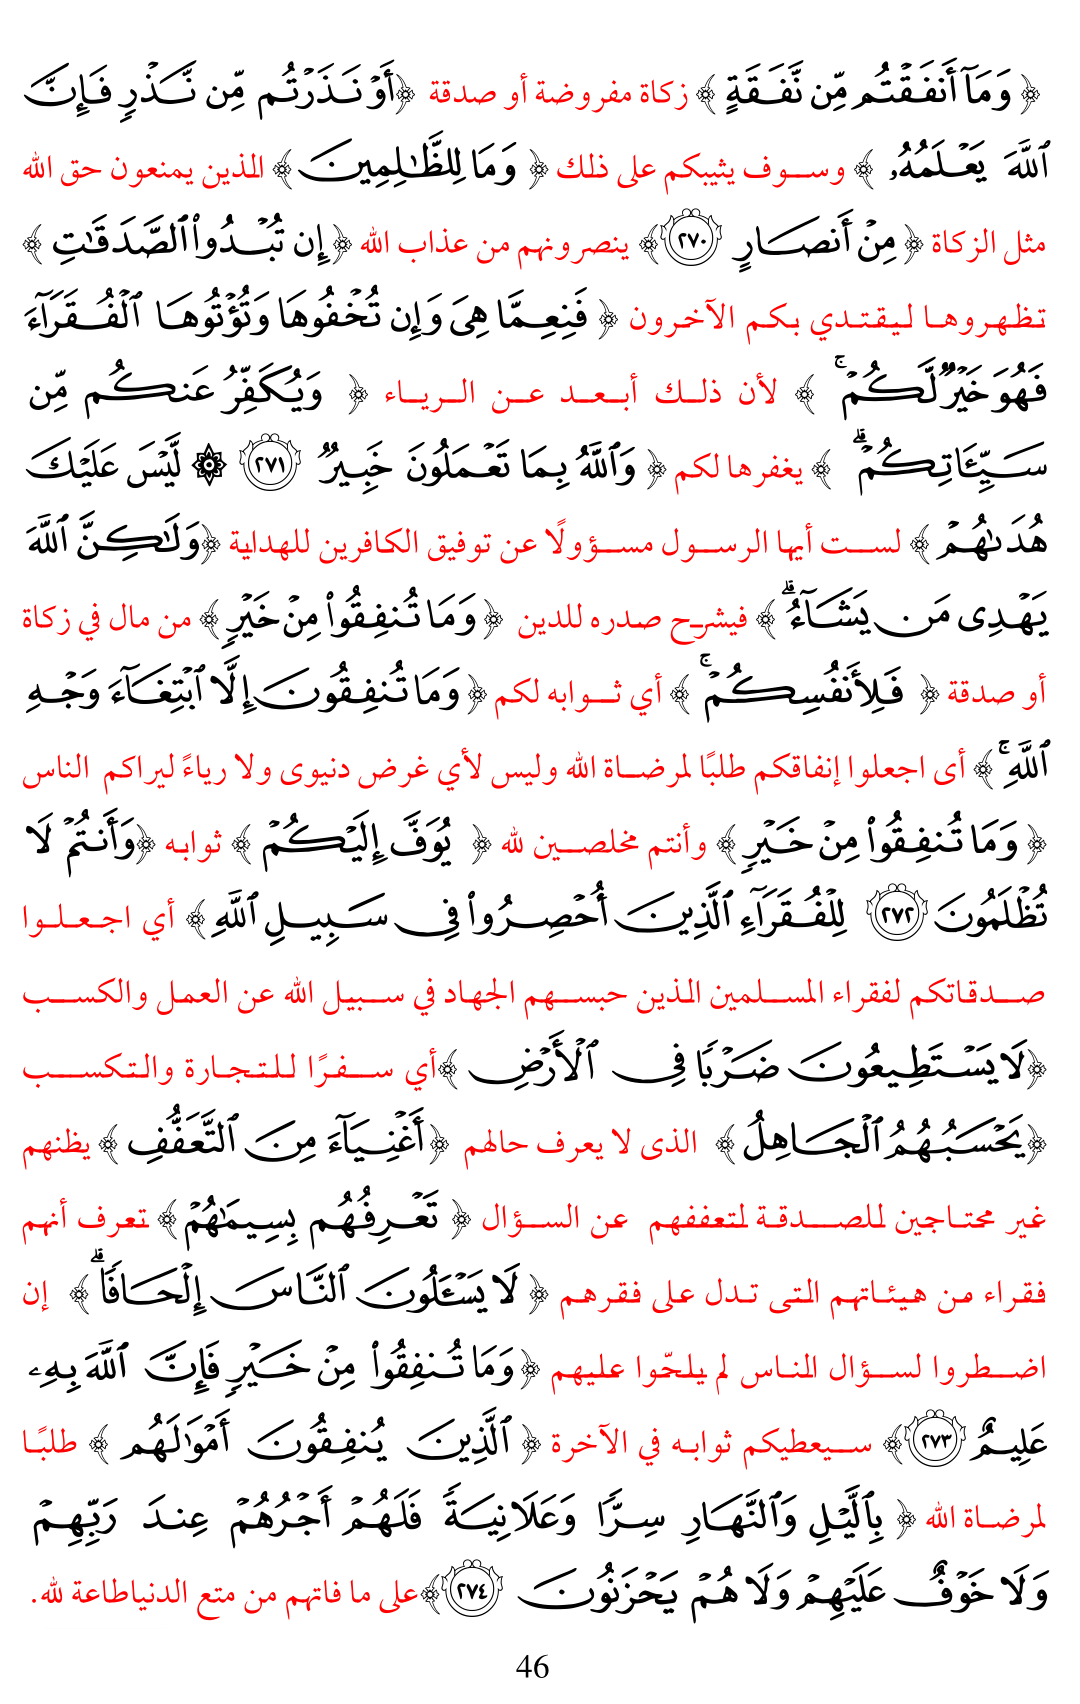 ﴿ وَمَآ أَنفَقْتُم مِّن نَّفَقَةٍ ﴾ زكاة مفروضة أو صدقة ﴿أَوْ نَذَرْتُم مِّن نَّذْرٍ فَإِنَّ
ٱللَّهَ يَعْلَمُهُۥ ﴾ وسوف يثيبكم على ذلك ﴿ وَمَا لِلظَّٰلِمِينَ﴾ الذين يمنعون حق الله
مثل الزكاة ﴿ مِنْ أَنصَارٍ ٢٧٠﴾ ينصرونهم من عذاب الله ﴿إِن تُبْدُوا۟ ٱلصَّدَقَٰتِ ﴾
تظهروها ليقتدي بكم الآخرون ﴿ فَنِعِمَّا هِىَ وَإِن تُخْفُوهَا وَتُؤْتُوهَا ٱلْفُقَرَآءَ
فَهُوَ خَيْرٌ لَّكُمْ ۚ ﴾ لأن ذلك أبعد عن الرياء ﴿ وَيُكَفِّرُ عَنكُم مِّن
سَيِّـَٔاتِكُمْ ۗ ﴾ يغفرها لكم ﴿ وَٱللَّهُ بِمَا تَعْمَلُونَ خَبِيرٌ ٢٧١ ۞ لَّيْسَ عَلَيْكَ
هُدَىٰهُمْ ﴾ لست أيها الرسول مسؤولًا عن توفيق الكافرين للهداية ﴿وَلَٰكِنَّ ٱللَّهَ
يَهْدِى مَن يَشَآءُ ۗ﴾ فيشرح صدره للدين ﴿ وَمَا تُنفِقُوا۟ مِنْ خَيْرٍ ﴾ من مال في زكاة
أو صدقة ﴿ فَلِأَنفُسِكُمْ ۚ ﴾ أي ثوابه لكم ﴿ وَمَا تُنفِقُونَ إِلَّا ٱبْتِغَآءَ وَجْهِ
ٱللَّهِ ۚ ﴾ أى اجعلوا إنفاقكم طلبًا لمرضاة الله وليس لأي غرض دنيوى ولا رياءً ليراكم الناس
﴿ وَمَا تُنفِقُوا۟ مِنْ خَيْرٍ ﴾ وأنتم مخلصين لله ﴿ يُوَفَّ إِلَيْكُمْ ﴾ ثوابه ﴿وَأَنتُمْ لَا
تُظْلَمُونَ ٢٧٢ لِلْفُقَرَآءِ ٱلَّذِينَ أُحْصِرُوا۟ فِى سَبِيلِ ٱللَّهِ ﴾ أي اجعلوا
صدقاتكم لفقراء المسلمين الذين حبسهم الجهاد في سبيل الله عن العمل والكسب
﴿لَا يَسْتَطِيعُونَ ضَرْبًا فِى ٱلْأَرْضِ ﴾أي سفرًا للتجارة والتكسب
﴿يَحْسَبُهُمُ ٱلْجَاهِلُ ﴾ الذى لا يعرف حالهم ﴿أَغْنِيَآءَ مِنَ ٱلتَّعَفُّفِ ﴾ يظنهم
غير محتاجين للصدقة لتعففهم عن السؤال ﴿ تَعْرِفُهُم بِسِيمَٰهُمْ﴾ تعرف أنهم
فقراء من هيئاتهم التى تدل على فقرهم ﴿ لَا يَسْـَٔلُونَ ٱلنَّاسَ إِلْحَافًا ۗ ﴾ إن
اضطروا لسؤال الناس لم يلحّوا عليهم ﴿وَمَا تُنفِقُوا۟ مِنْ خَيْرٍ فَإِنَّ ٱللَّهَ بِهِۦ
عَلِيمٌ ٢٧٣﴾ سيعطيكم ثوابه في الآخرة ﴿ ٱلَّذِينَ يُنفِقُونَ أَمْوَٰلَهُم ﴾ طلبًا
لمرضاة الله ﴿ بِٱلَّيْلِ وَٱلنَّهَارِ سِرًّا وَعَلَانِيَةً فَلَهُمْ أَجْرُهُمْ عِندَ رَبِّهِمْ
وَلَا خَوْفٌ عَلَيْهِمْ وَلَا هُمْ يَحْزَنُونَ ٢٧٤﴾على ما فاتهم من متع الدنياطاعة لله.
46